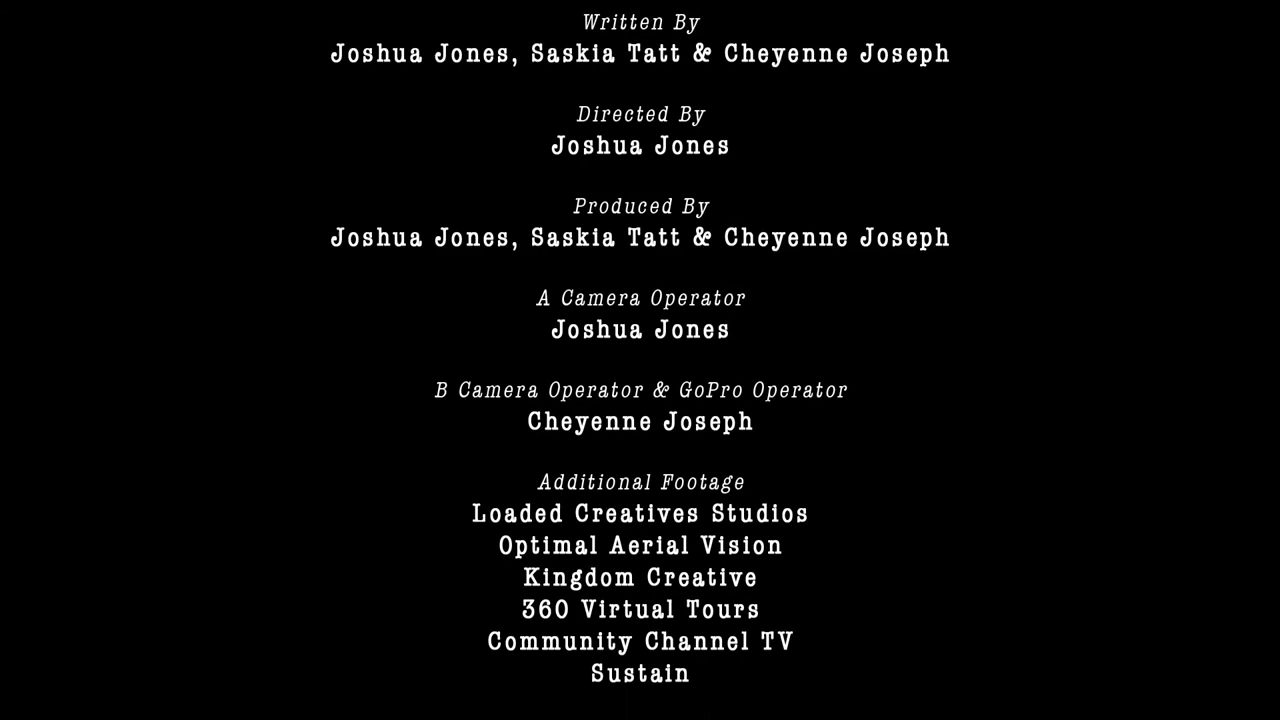 Written By
Joshua Jones, Saskia Tatt & Cheyenne Joseph
Directed By
Joshua Jones
Produced By
Joshua Jones, Saskia Tatt & Cheyenne Joseph
A Camera Operator
Joshua Jones
B Camera Operator & GoPro Operator
Cheyenne Joseph
Additional Footage
Loaded Creatives Studios
Optimal Aerial Vision
Kingdom Creative
360 Virtual Tours
Community Channel TV
Sustain